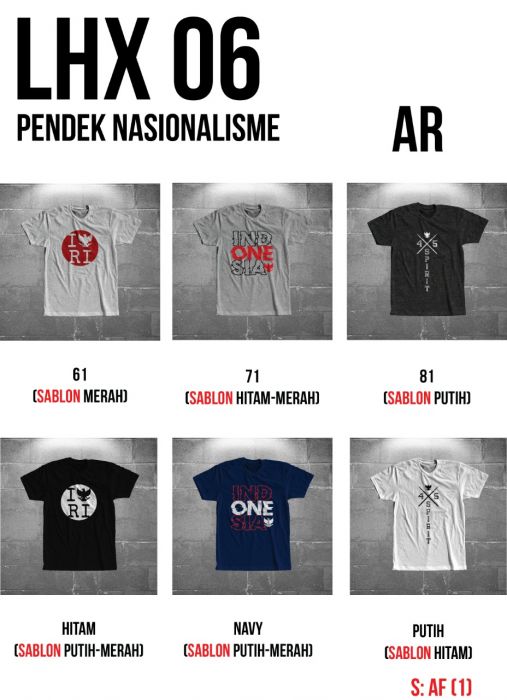 LHX 06
PENDEK NASIONALISME
AR
I
RI
IND
ONE
SIA
4 5
SPIRIT
61
(SABLON MERAH)
71
(SABLON HITAM-MERAH)
81
(SABLON PUTIH)
I
RI
IND
ONE
SIA
4 5
SPIRIT
HITAM
(SABLON PUTIH-MERAH)
NAVY
(SABLON PUTIH-MERAH)
PUTIH
(SABLON HITAM)
S: AF (1)